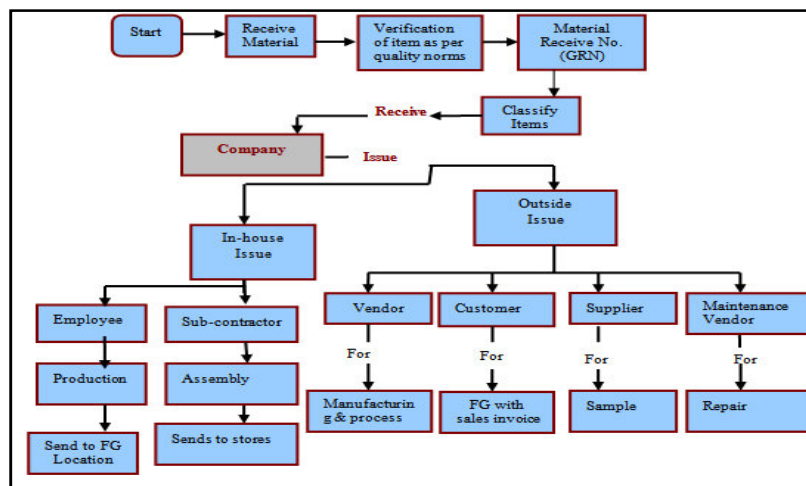 Start
Receive
Material
Verification
of item as per
quality norms
Material
Receive No.
(GRN)
Classify
Items
Receive
Company
Issue
Outside
Issue
In-house
Issue
Employee
Sub-contractor
Vendor
Customer
Supplier
Maintenance
Vendor
For
For
For
For
Production
Assembly
Manufacturin
g & process
FG with
sales invoice
Sample
Repair
Send to FG
Location
Sends to stores